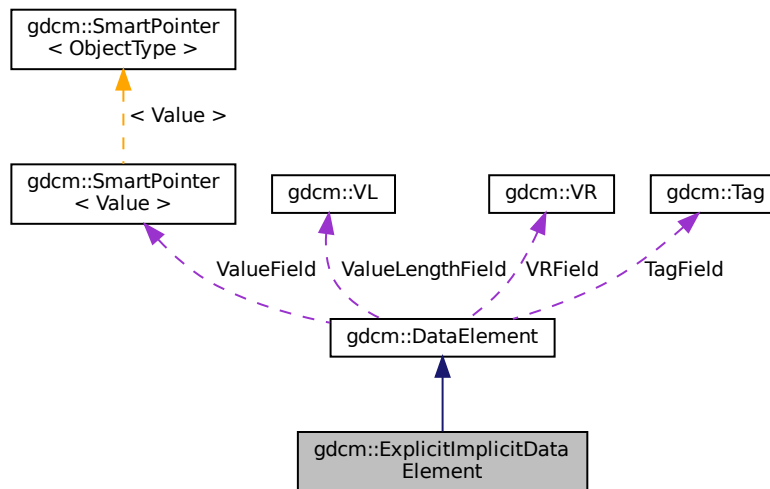 gdcm::SmartPointer
< ObjectType >
< Value >
gdcm::SmartPointer
< Value >
gdcm::VL
gdcm::VR
gdcm::Tag
ValueField
ValueLengthField
VRField
TagField
gdcm::DataElement
gdcm::ExplicitImplicitData
Element